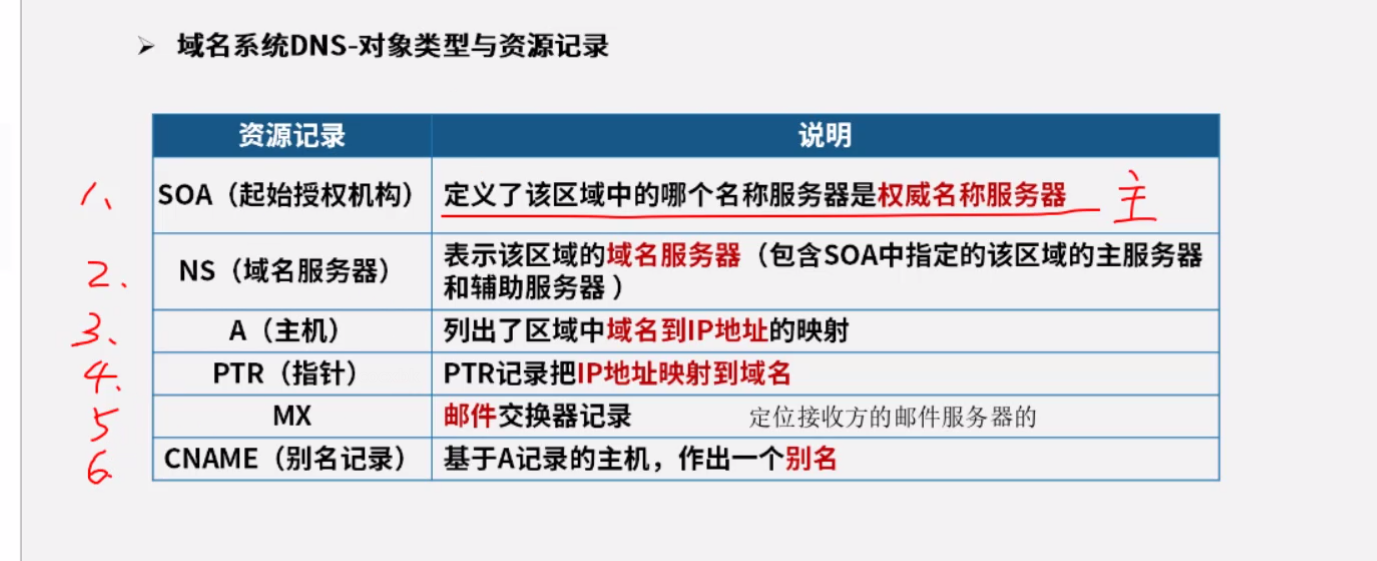 ➢ 域名系统DNS-对象类型与资源记录
资源记录 说明
1、 SOA（起始授权机构） 定义了该区域中的哪个名称服务器是权威名称服务器 主
2. NS（域名服务器） 表示该区域的域名服务器（包含SOA中指定的该区域的主服务器
和辅助服务器 ）
3、 A（主机） 列出了区域中域名到IP地址的映射
4. PTR（指针） PTR记录把IP地址映射到域名
5 MX 邮件交换器记录 定位接收方的邮件服务器的
6 CNAME（别名记录） 基于A记录的主机，作出一个别名